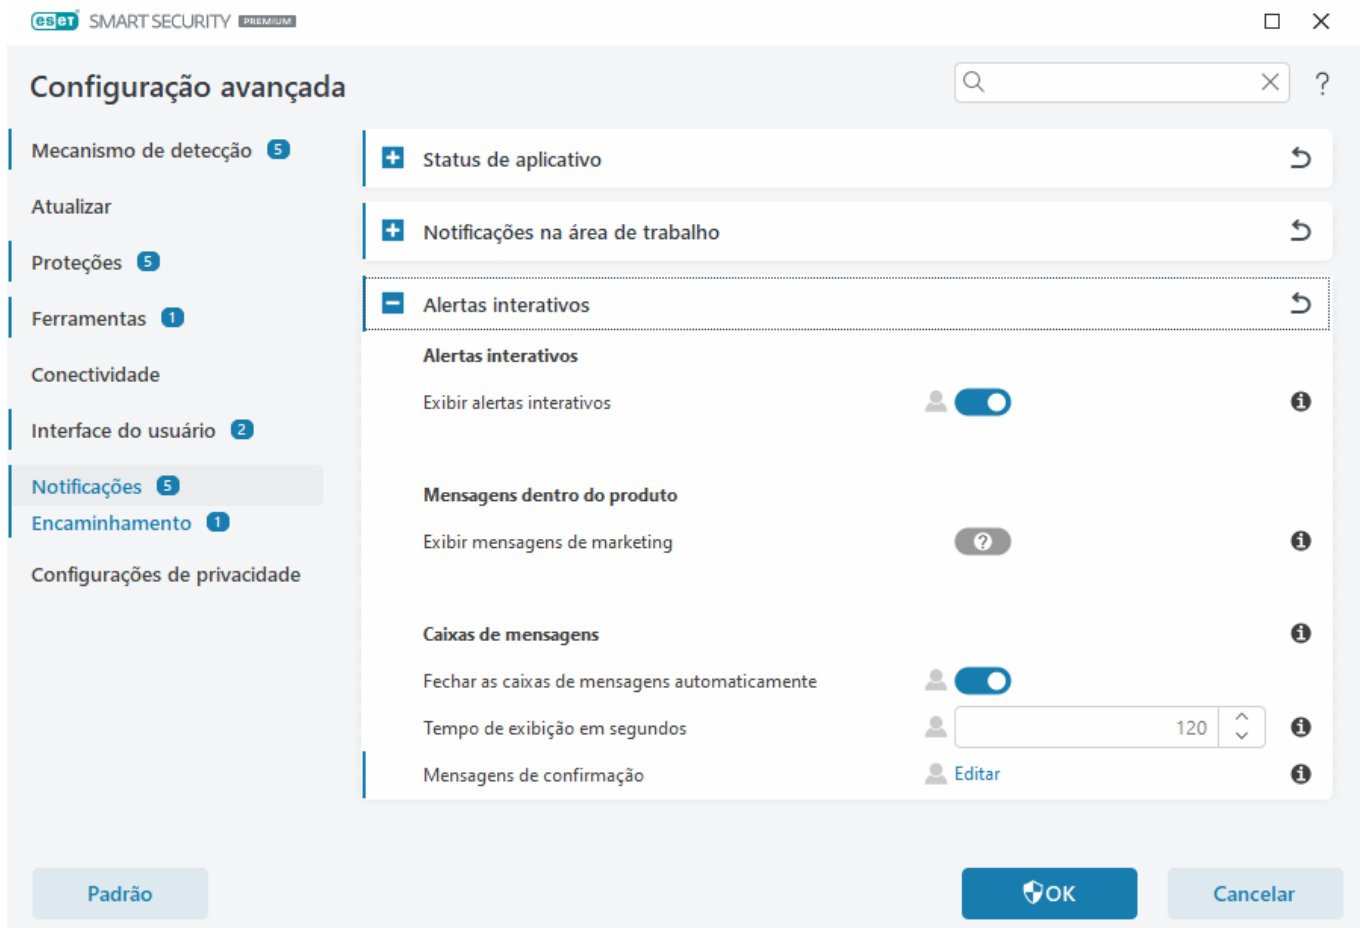 eset SMART SECURITY PREMIUM
Configuração avançada
?
Mecanismo de detecção 5
Atualizar
Proteções 5
Ferramentas 1
Conectividade
Interface do usuário 2
Notificações 5
Encaminhamento 1
Configurações de privacidade
Status de aplicativo
Notificações na área de trabalho
Alertas interativos
Alertas interativos
Exibir alertas interativos
Mensagens dentro do produto
Exibir mensagens de marketing ?
Caixas de mensagens
Fechar as caixas de mensagens automaticamente
Tempo de exibição em segundos 120
Mensagens de confirmação Editar
Padrão
OK
Cancelar